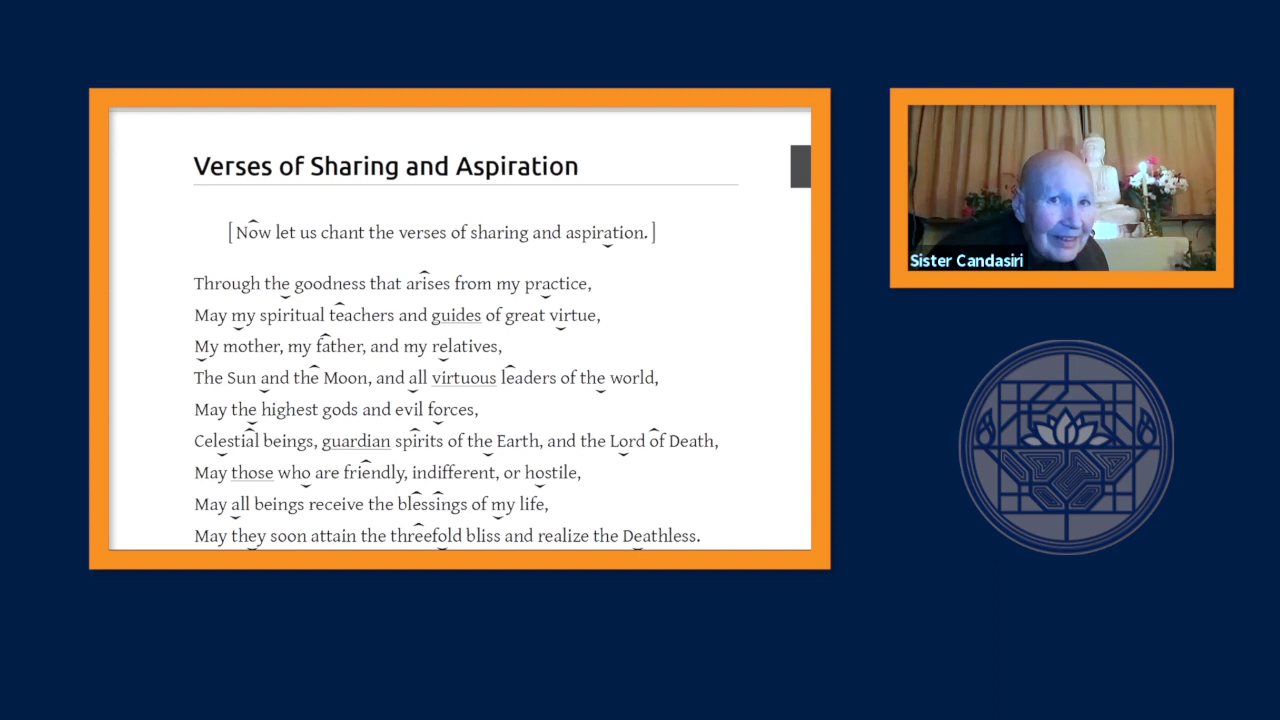 Verses of Sharing and Aspiration
[Now let us chant the verses of sharing and aspiration.]
Through the goodness that arises from my practice,
May my spiritual teachers and guides of great virtue,
My mother, my father, and my relatives,
The Sun and the Moon, and all virtuous leaders of the world,
May the highest gods and evil forces,
Celestial beings, guardian spirits of the Earth, and the Lord of Death,
May those who are friendly, indifferent, or hostile,
May all beings receive the blessings of my life,
May they soon attain the threefold bliss and realize the Deathless.
Sister Candasiri